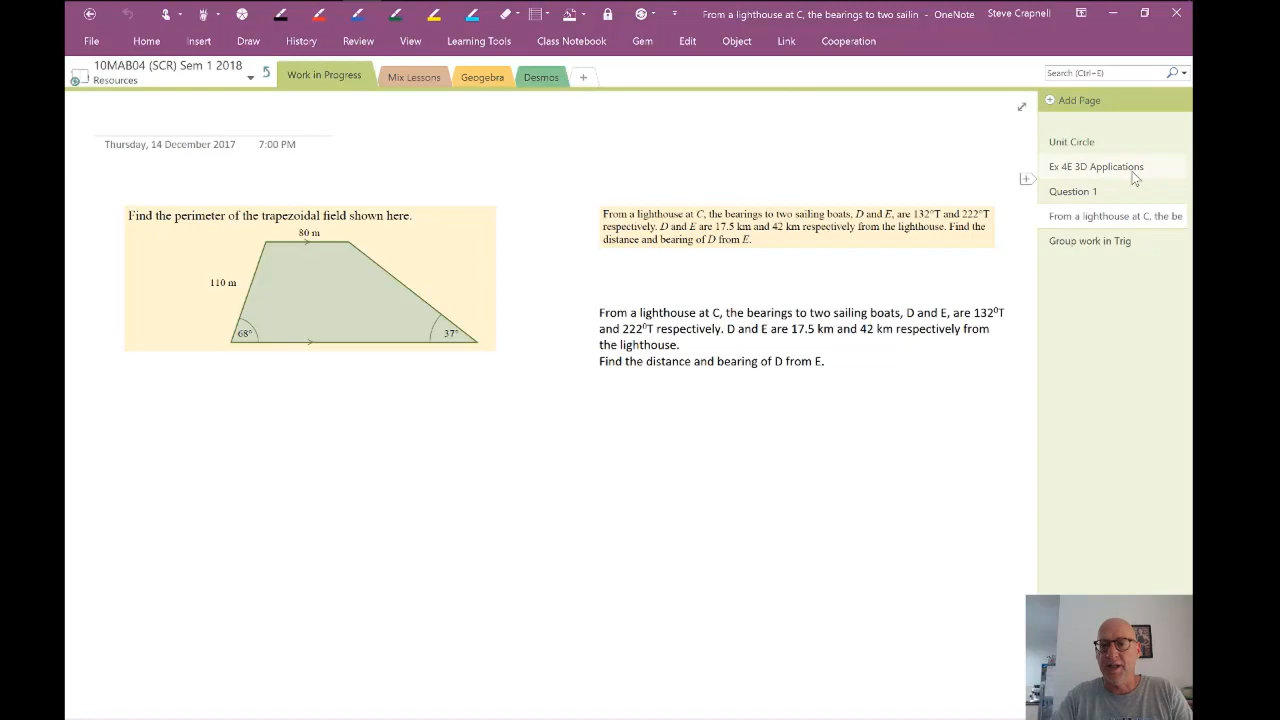 From a lighthouse at C, the bearings to two sailin - OneNote
Steve Crapnell
File Home Insert Draw History Review View Learning Tools Class Notebook Gem Edit Object Link Cooperation
10MAB04 (SCR) Sem 1 2018
Resources
Work in Progress
Mix Lessons
Geogebra
Desmos
Search (Ctrl+E)
Add Page
Unit Circle
Ex 4E 3D Applications
Question 1
From a lighthouse at C, the be
Group work in Trig
Thursday, 14 December 2017 7:00 PM
Find the perimeter of the trapezoidal field shown here.
80 m
110 m
68°
37°
From a lighthouse at C, the bearings to two sailing boats, D and E, are 132°T and 222°T
respectively. D and E are 17.5 km and 42 km respectively from the lighthouse. Find the
distance and bearing of D from E.
From a lighthouse at C, the bearings to two sailing boats, D and E, are 132⁰T
and 222⁰T respectively. D and E are 17.5 km and 42 km respectively from
the lighthouse.
Find the distance and bearing of D from E.